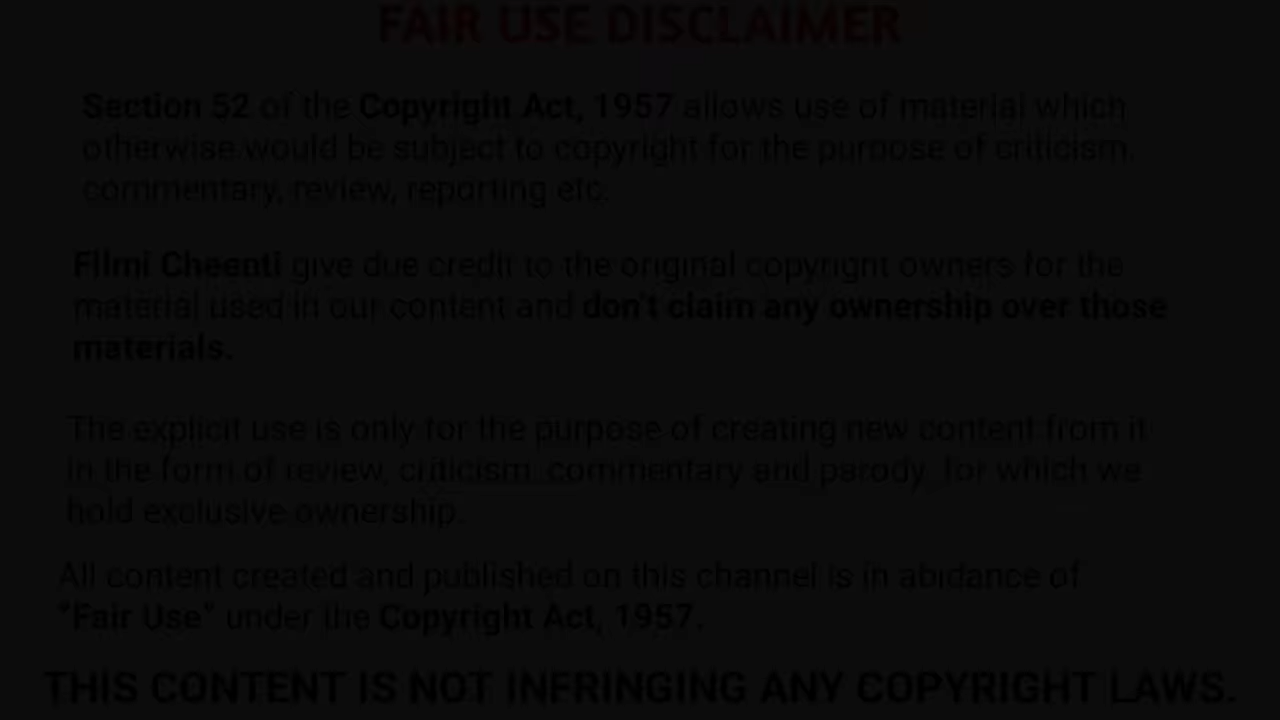 FAIR USE DISCLAIMER
Section 52 of the Copyright Act, 1957 allows use of material which
otherwise would be subject to copyright for the purpose of criticism,
commentary, review, reporting etc.
Filmi Cheenti give due credit to the original copyright owners for the
material used in our content and don't claim any ownership over those
materials.
The explicit use is only for the purpose of creating new content from it
in the form of review, criticism, commentary and parody, for which we
hold exclusive ownership.
All content created and published on this channel is in abidance of
"Fair Use" under the Copyright Act, 1957.
THIS CONTENT IS NOT INFRINGING ANY COPYRIGHT LAWS.